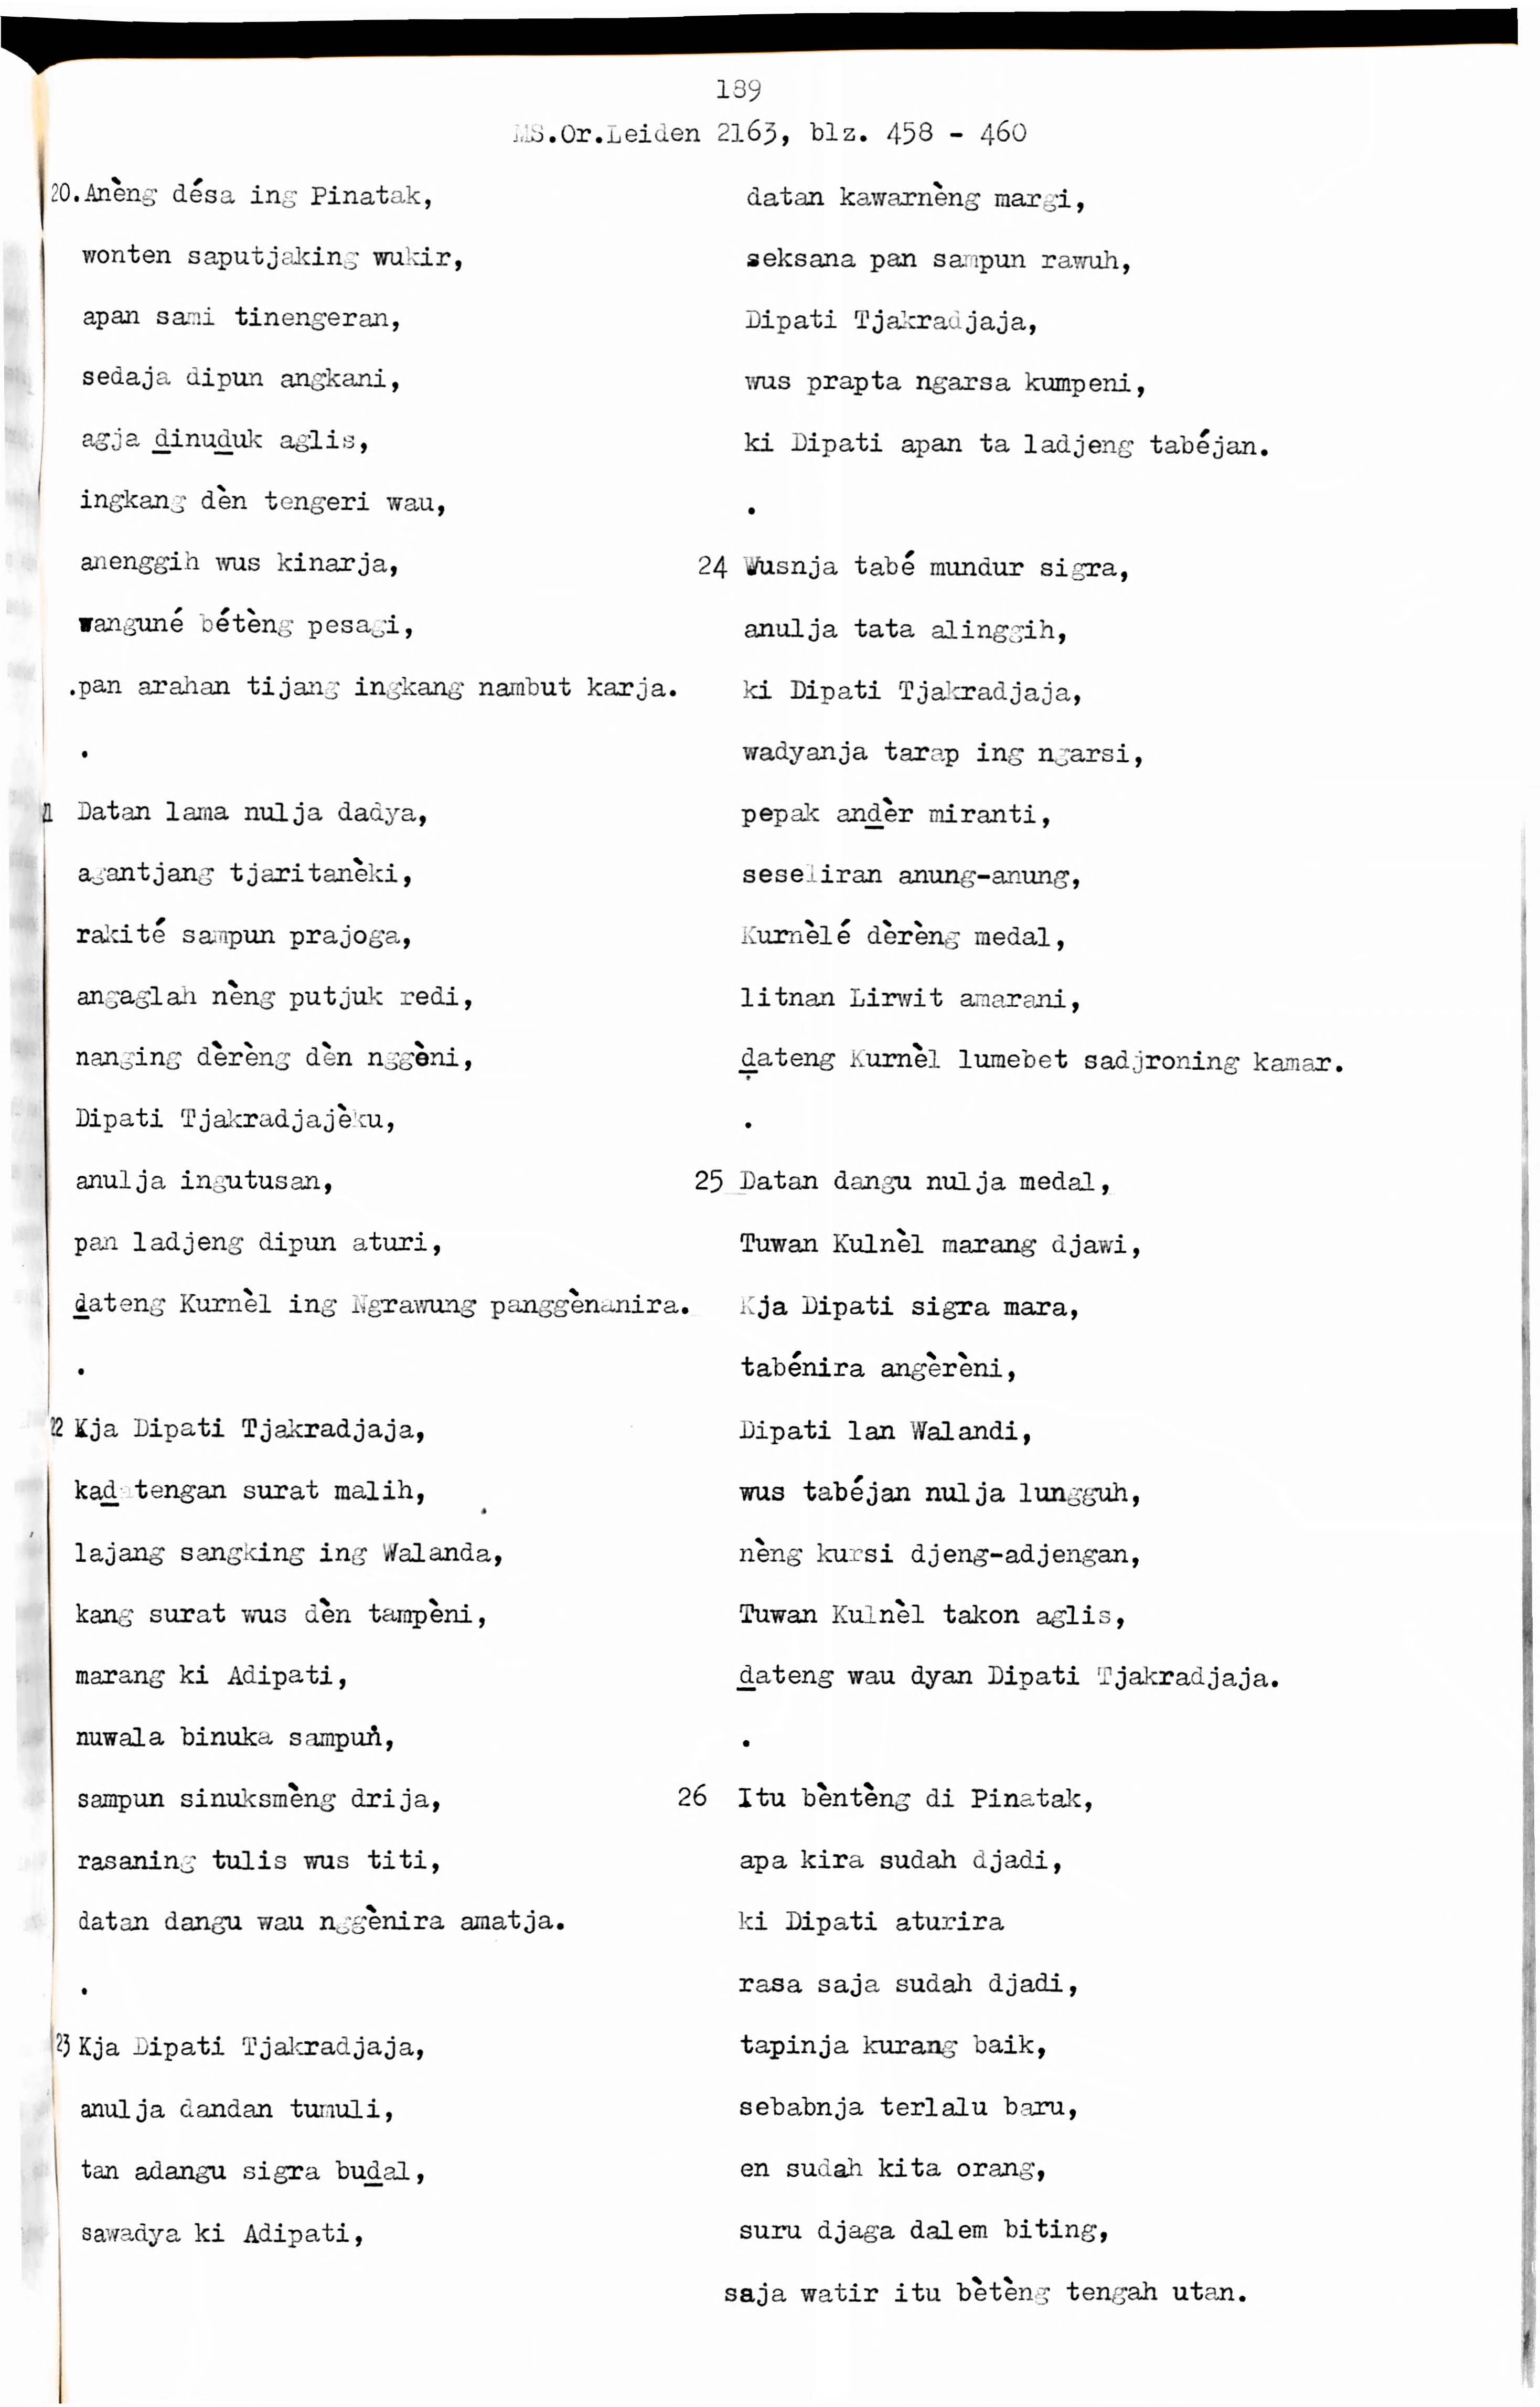 189
MS.Or.Leiden 2163, blz. 458 - 460
20.Anèng désa ing Pinatak,
wonten saputjaking wukir,
apan sami tinengeran,
sedaja dipun angkani,
agja d̲inud̲uk aglis,
ingkang dèn tengeri wau,
anenggih wus kinarja,
wanguné bétèng pesagi,
.pan arahan tijang ingkang nambut karja.
.
21 Datan lama nulja dadya,
agantjang tjaritanèki,
rakité sampun prajoga,
angaglah nèng putjuk redi,
nanging dèrèng dèn nggèni,
Dipati Tjakradjajèku,
anulja ingutusan,
pan ladjeng dipun aturi,
d̲ateng Kurnèl ing Ngrawung panggènanira.
.
22 Kja Dipati Tjakradjaja,
kad̲atengan surat malih,
lajang sangking ing Walanda,
kang surat wus dèn tampèni,
marang ki Adipati,
nuwala binuka sampun,
sampun sinuksmèng drija,
rasaning tulis wus titi,
datan dangu wau nggènira amatja.
.
23 Kja Dipati Tjakradjaja,
anulja dandan tumuli,
tan adangu sigra bud̲al,
sawadya ki Adipati,
datan kawarnèng margi,
seksana pan sampun rawuh,
Dipati Tjakradjaja,
wus prapta ngarsa kumpeni,
ki Dipati apan ta ladjeng tabéjan.
.
24 Wusnja tabé mundur sigra,
anulja tata alinggih,
ki Dipati Tjakradjaja,
wadyanja tarap ing ngarsi,
pepak and̲èr miranti,
seseliran anung-anung,
Kurnèlé dèrèng medal,
litnan Lirwit amarani,
d̲ateng Kurnèl lumebet sadjroning kamar.
.
25 Datan dangu nulja medal,
Tuwan Kulnèl marang djawi,
Kja Dipati sigra mara,
tabénira angèrèni,
Dipati lan Walandi,
wus tabéjan nulja lungguh,
nèng kursi djeng-adjengan,
Tuwan Kulnèl takon aglis,
d̲ateng wau dyan Dipati Tjakradjaja.
.
26 Itu bèntèng di Pinatak,
apa kira sudah djadi,
ki Dipati aturira
rasa saja sudah djadi,
tapinja kurang baik,
sebabnja terlalu baru,
en sudah kita orang,
suru djaga dalem biting,
saja watir itu bètèng tengah utan.